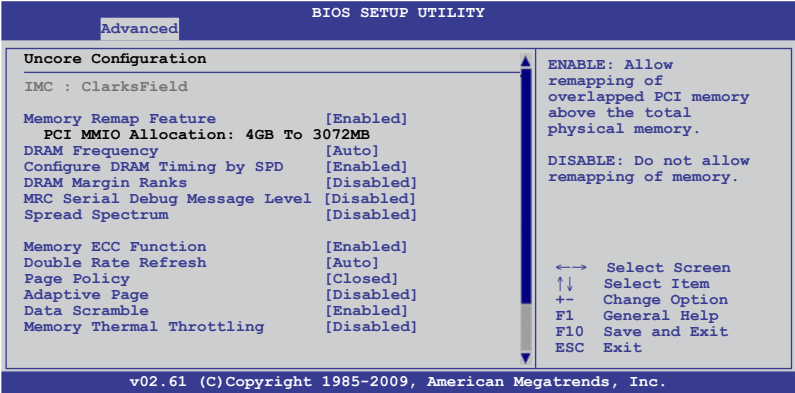 BIOS SETUP UTILITY
Advanced
Uncore Configuration
IMC : ClarksField
Memory Remap Feature [Enabled]
PCI MMIO Allocation: 4GB To 3072MB
DRAM Frequency [Auto]
Configure DRAM Timing by SPD [Enabled]
DRAM Margin Ranks [Disabled]
MRC Serial Debug Message Level [Disabled]
Spread Spectrum [Disabled]
Memory ECC Function [Enabled]
Double Rate Refresh [Auto]
Page Policy [Closed]
Adaptive Page [Disabled]
Data Scramble [Enabled]
Memory Thermal Throttling [Disabled]
ENABLE: Allow
remapping of
overlapped PCI memory
above the total
physical memory.
DISABLE: Do not allow
remapping of memory.
←→ Select Screen
↑↓ Select Item
+- Change Option
F1 General Help
F10 Save and Exit
ESC Exit
v02.61 (C)Copyright 1985-2009, American Megatrends, Inc.